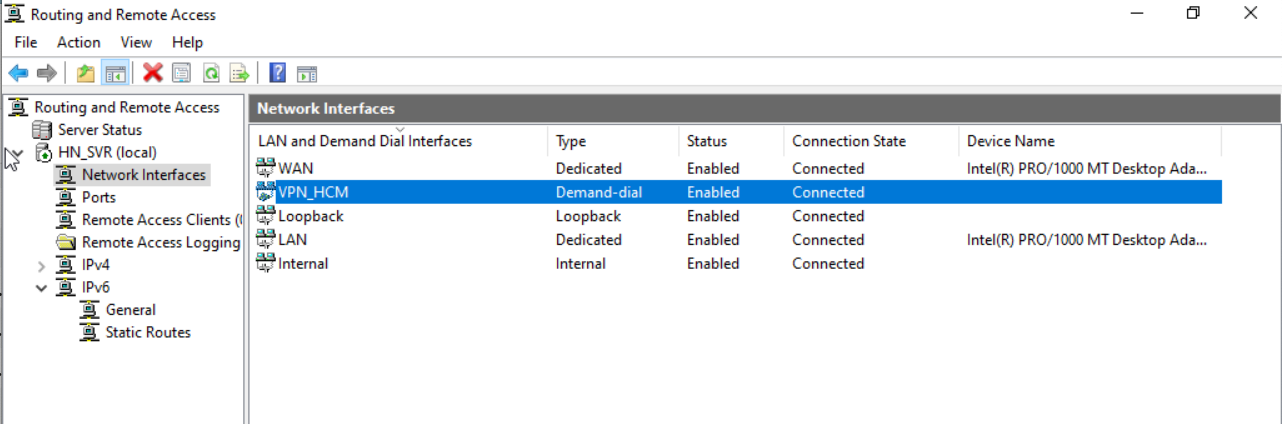 Routing and Remote Access
File Action View Help
Routing and Remote Access
Server Status
HN_SVR (local)
Network Interfaces
Ports
Remote Access Clients (
Remote Access Logging
IPv4
IPv6
General
Static Routes
Network Interfaces
LAN and Demand Dial Interfaces Type Status Connection State Device Name
WAN Dedicated Enabled Connected Intel(R) PRO/1000 MT Desktop Ada...
VPN_HCM Demand-dial Enabled Connected
Loopback Loopback Enabled Connected
LAN Dedicated Enabled Connected Intel(R) PRO/1000 MT Desktop Ada...
Internal Internal Enabled Connected